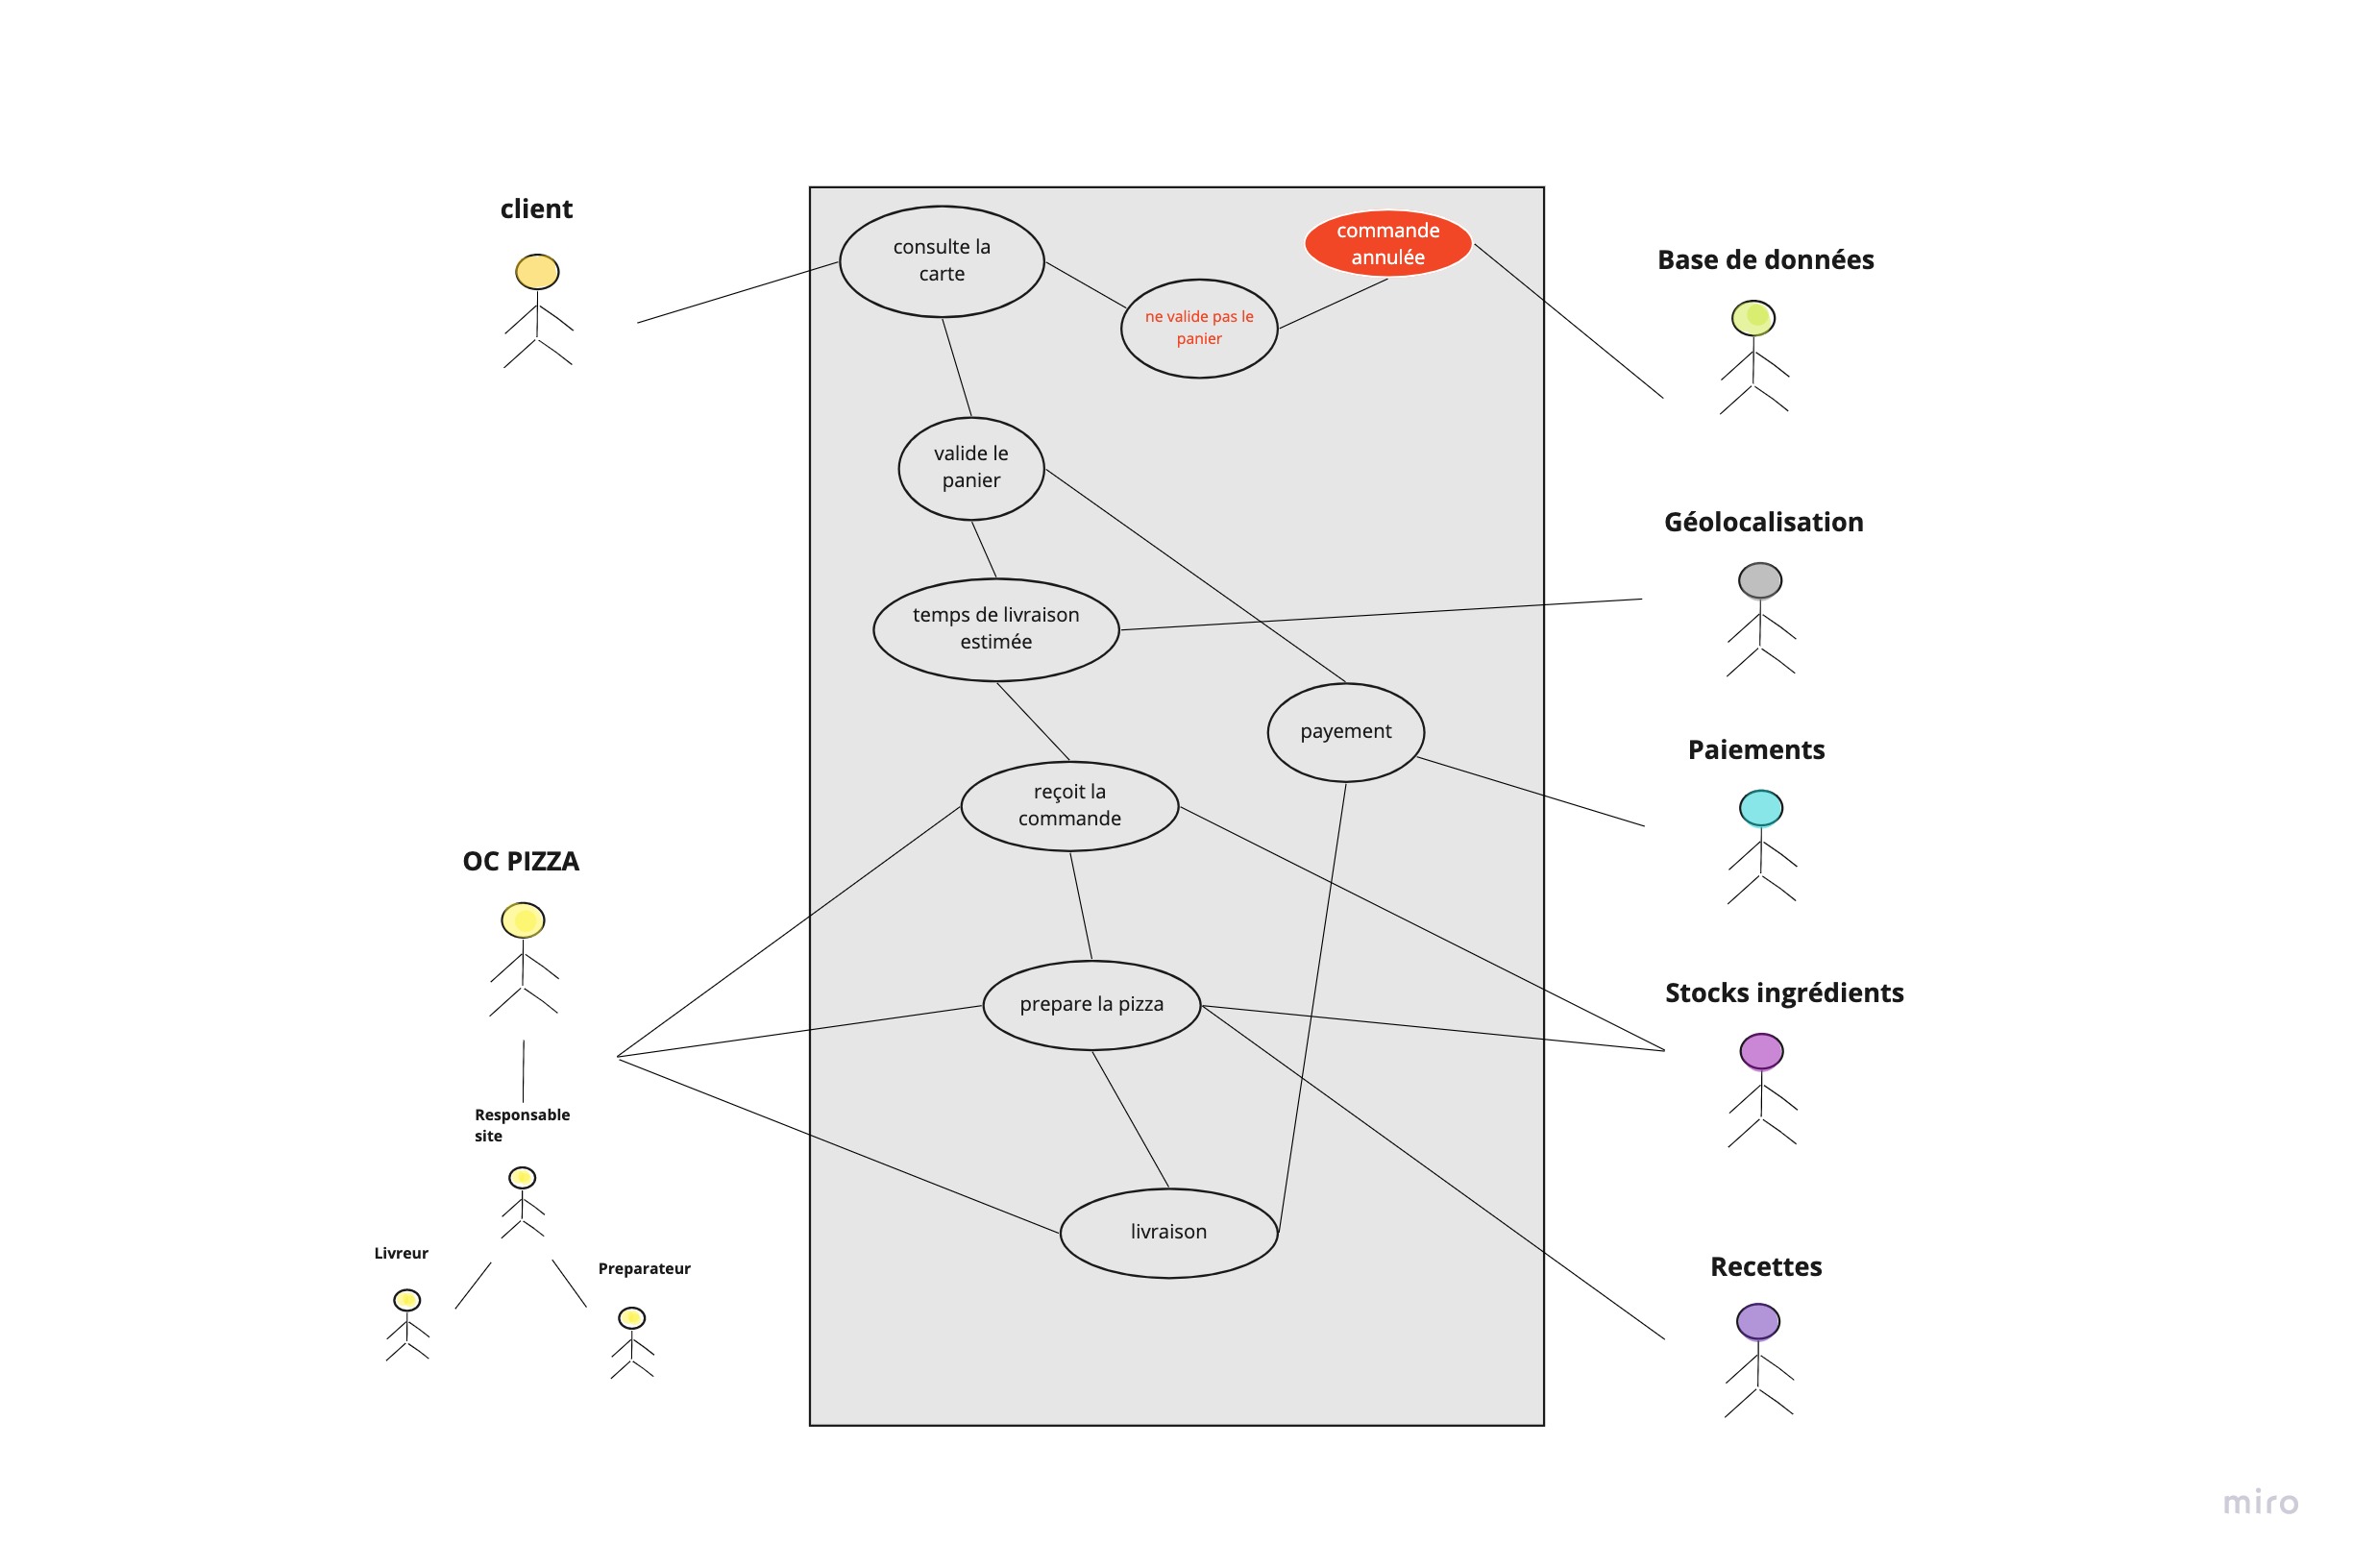 client
consulte la
carte
commande
annulée
ne valide pas le
panier
Base de données
valide le
panier
Géolocalisation
temps de livraison
estimée
payement
Paiements
reçoit la
commande
OC PIZZA
prepare la pizza
Stocks ingrédients
Responsable
site
livraison
Livreur
Preparateur
Recettes
miro